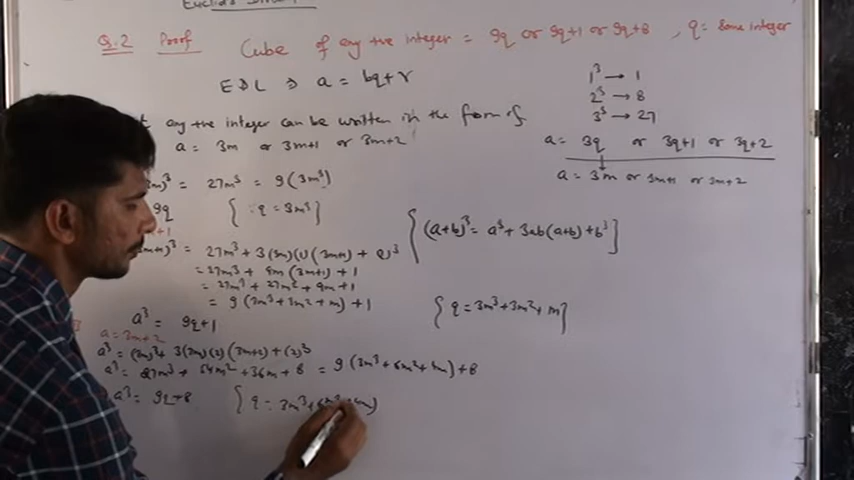 Q.2 Proof Cube of any +ve integer = 9q or 9q+1 or 9q+8 , q = some integer
EDL ⇒ a = bq+r
1³ → 1
2³ → 8
3³ → 27
any +ve integer can be written in the form of
a = 3m or 3m+1 or 3m+2
a = 3q or 3q+1 or 3q+2
a = 3m or 3m+1 or 3m+2
)³ = 27m³ = 9(3m³)
9q { q = 3m³}
+1)³ = 27m³ + 3(3m)(1)(3m+1) + ³ {(a+b)³ = a³ + 3ab(a+b) + b³}
= 27m³ + 9m(3m+1) + 1
= 27m³ + 27m² + 9m+1
= 9(3m³+3m²+m)+1 { q = 3m³+3m²+m}
a³ = 9q+1
a = 3m+2
a³ = (3m)³ + 3(3m)(2)(3m+2) + (2)³
a³ = 27m³ + 54m² + 36m + 8 = 9(3m³+6m²+4m)+8
a³ = 9q+8 { q = 3m³+